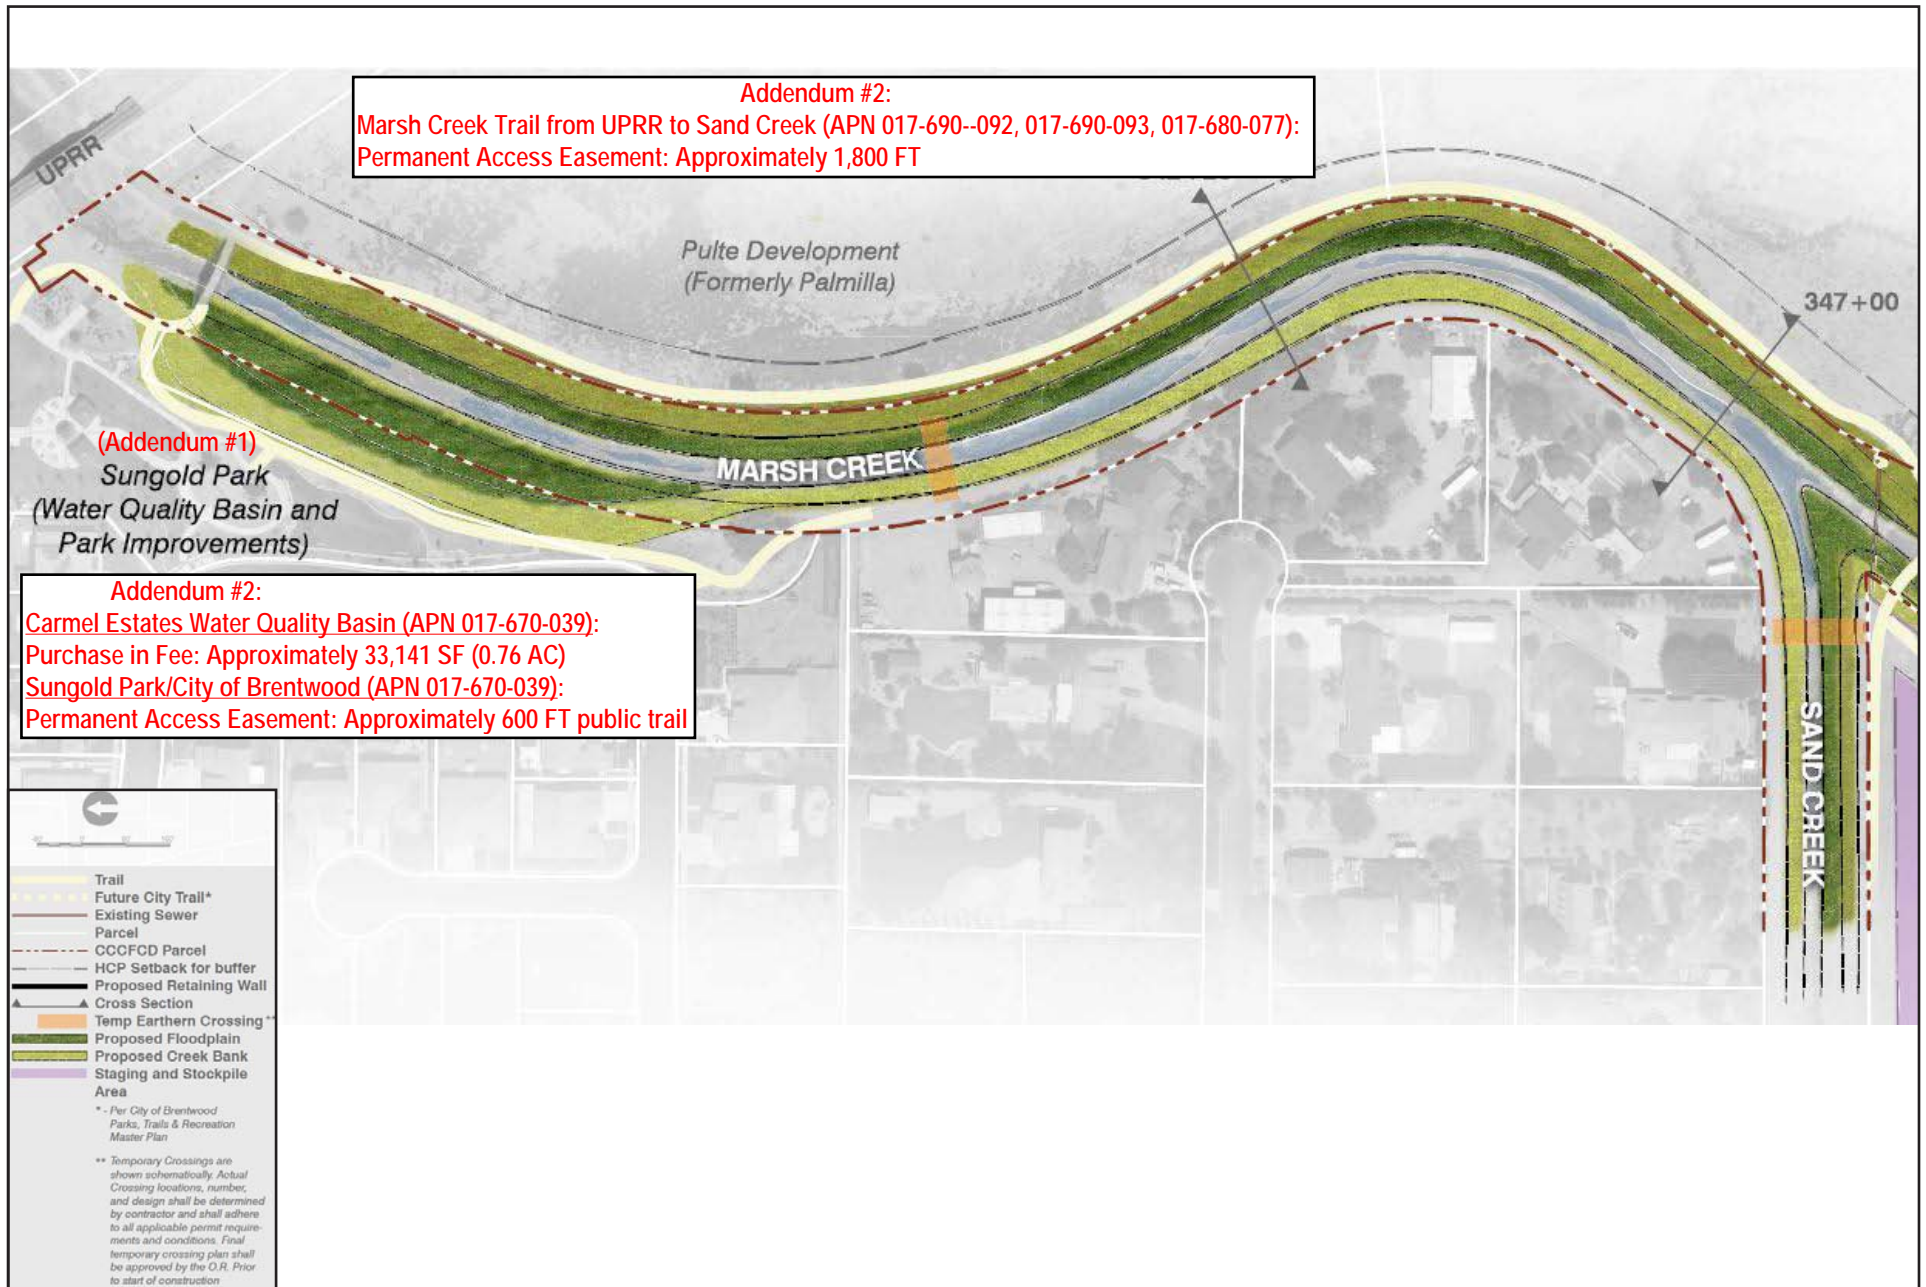 Addendum #2:
Marsh Creek Trail from UPRR to Sand Creek (APN 017-690--092, 017-690-093, 017-680-077):
Permanent Access Easement: Approximately 1,800 FT
UPRR
Pulte Development
(Formerly Palmilla)
347+00
(Addendum #1)
Sungold Park
(Water Quality Basin and
Park Improvements)
MARSH CREEK
Addendum #2:
Carmel Estates Water Quality Basin (APN 017-670-039):
Purchase in Fee: Approximately 33,141 SF (0.76 AC)
Sungold Park/City of Brentwood (APN 017-670-039):
Permanent Access Easement: Approximately 600 FT public trail
SAND CREEK
Trail
Future City Trail*
Existing Sewer
Parcel
CCCFCD Parcel
HCP Setback for buffer
Proposed Retaining Wall
Cross Section
Temp Earthern Crossing**
Proposed Floodplain
Proposed Creek Bank
Staging and Stockpile
Area
* - Per City of Brentwood
Parks, Trails & Recreation
Master Plan
** Temporary Crossings are
shown schematically. Actual
Crossing locations, number,
and design shall be determined
by contractor and shall adhere
to all applicable permit require-
ments and conditions. Final
temporary crossing plan shall
be approved by the O.R. Prior
to start of construction